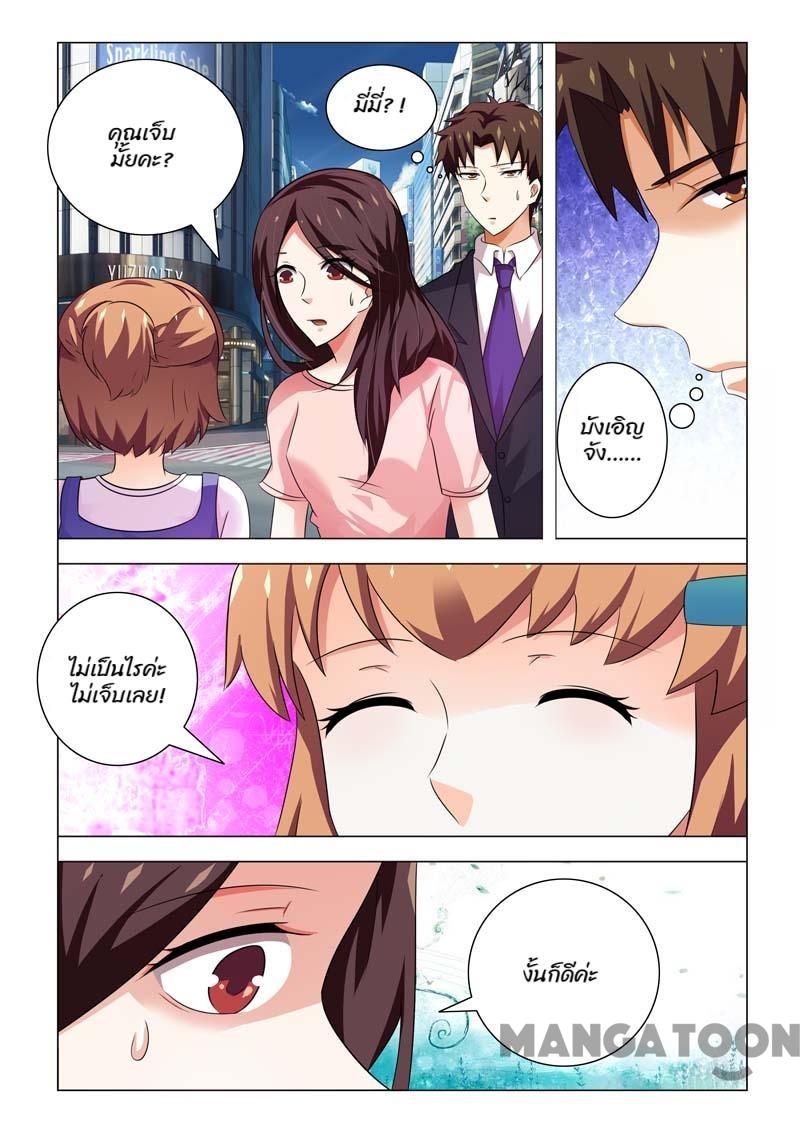 Sparkling Sale
คุณเจ็บ
มั้ยคะ?
มี่มี่?!
YUZUCITY
บังเอิญ
จัง......
ไม่เป็นไรค่ะ
ไม่เจ็บเลย!
งั้นก็ดีค่ะ
MANGATOON